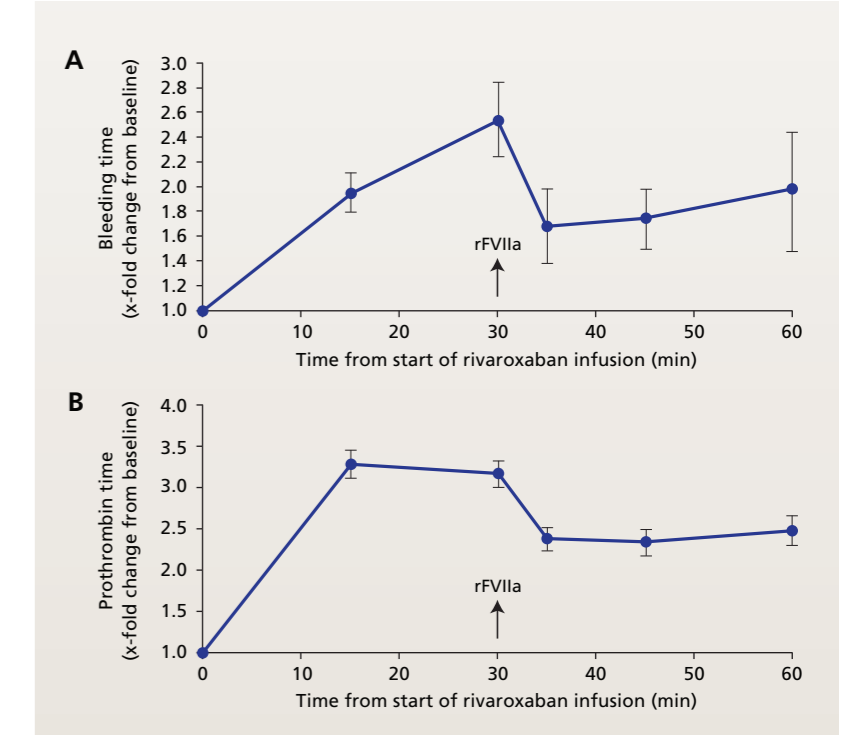 A
Bleeding time
(x-fold change from baseline)
3.0
2.8
2.6
2.4
2.2
2.0
1.8
1.6
1.4
1.2
1.0
rFVIIa
0 10 20 30 40 50 60
Time from start of rivaroxaban infusion (min)
B
Prothrombin time
(x-fold change from baseline)
4.0
3.5
3.0
2.5
2.0
1.5
1.0
rFVIIa
0 10 20 30 40 50 60
Time from start of rivaroxaban infusion (min)